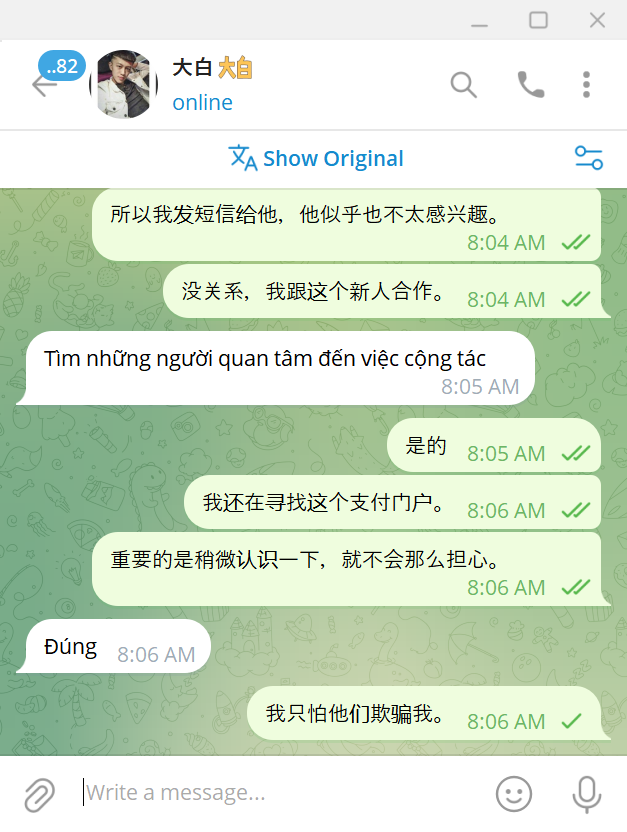 ..82
大白 大白
online
Show Original
所以我发短信给他，他似乎也不太感兴趣。
8:04 AM
没关系，我跟这个新人合作。 8:04 AM
Tìm những người quan tâm đến việc cộng tác
8:05 AM
是的 8:05 AM
我还在寻找这个支付门户。 8:06 AM
重要的是稍微认识一下，就不会那么担心。
8:06 AM
Đúng 8:06 AM
我只怕他们欺骗我。 8:06 AM
Write a message...